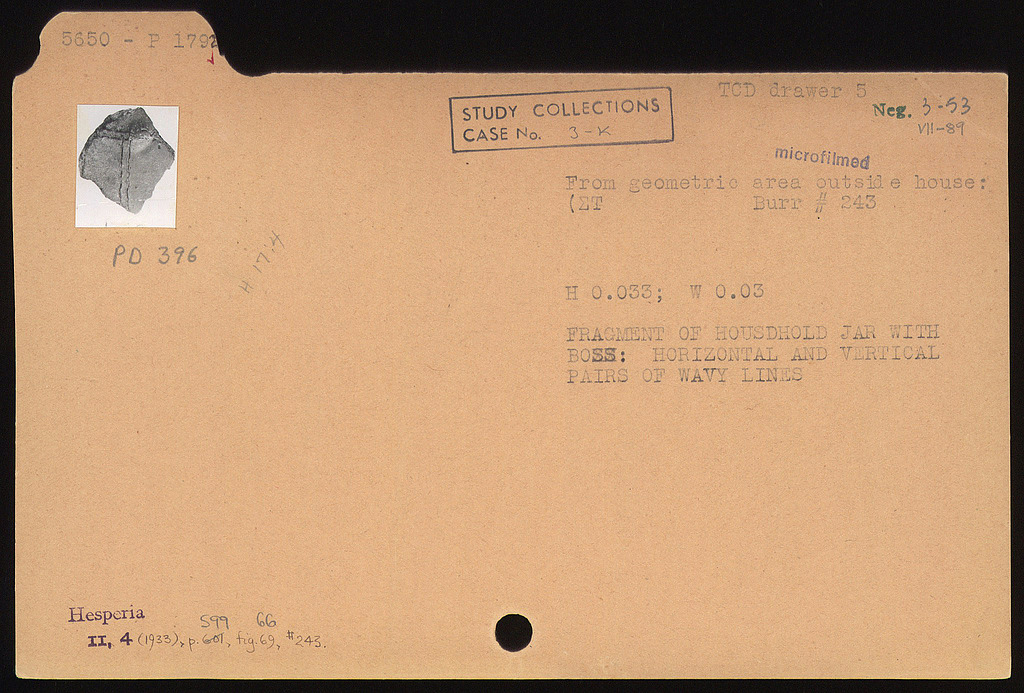 5650 - P 1792
STUDY COLLECTIONS
CASE No. 3-K
TCD drawer 5
Neg. 3-53
VII-89
microfilmed
From geometric area outside house:
(ΣΤ Burr # 243
PD 396
H 17.4
H 0.033; W 0.03
FRAGMENT OF HOUSDHOLD JAR WITH
BOSS: HORIZONTAL AND VERTICAL
PAIRS OF WAVY LINES
Hesperia
599 66
II, 4 (1933), p. 601, fig. 69, #243.